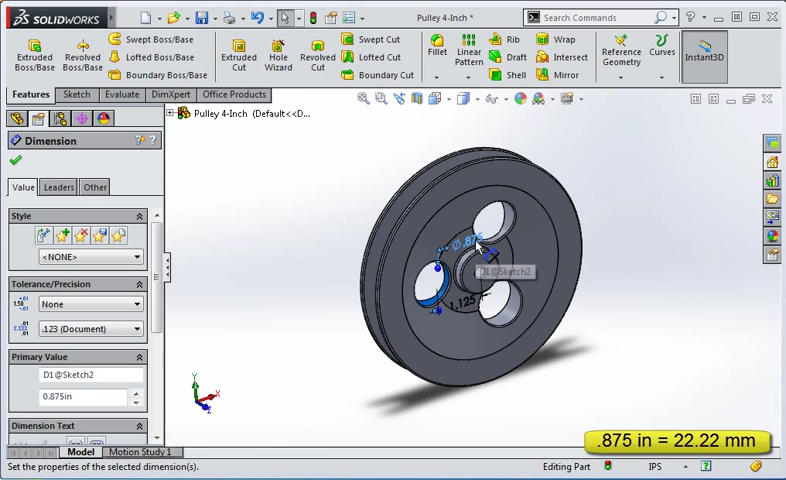 SOLIDWORKS
Pulley 4-Inch *
Search Commands
Extruded Boss/Base
Revolved Boss/Base
Swept Boss/Base
Lofted Boss/Base
Boundary Boss/Base
Extruded Cut
Hole Wizard
Revolved Cut
Swept Cut
Lofted Cut
Boundary Cut
Fillet
Linear Pattern
Rib
Draft
Shell
Wrap
Intersect
Mirror
Reference Geometry
Curves
Instant3D
Features
Sketch
Evaluate
DimXpert
Office Products
Pulley 4-Inch (Default<<D...
Dimension
Value
Leaders
Other
Style
<NONE>
Tolerance/Precision
None
.123 (Document)
Primary Value
D1@Sketch2
0.875in
Dimension Text
Ø.875
D1@Sketch2
1.125
Y
X
Z
.875 in = 22.22 mm
Model
Motion Study 1
Set the properties of the selected dimension(s).
Editing Part
IPS